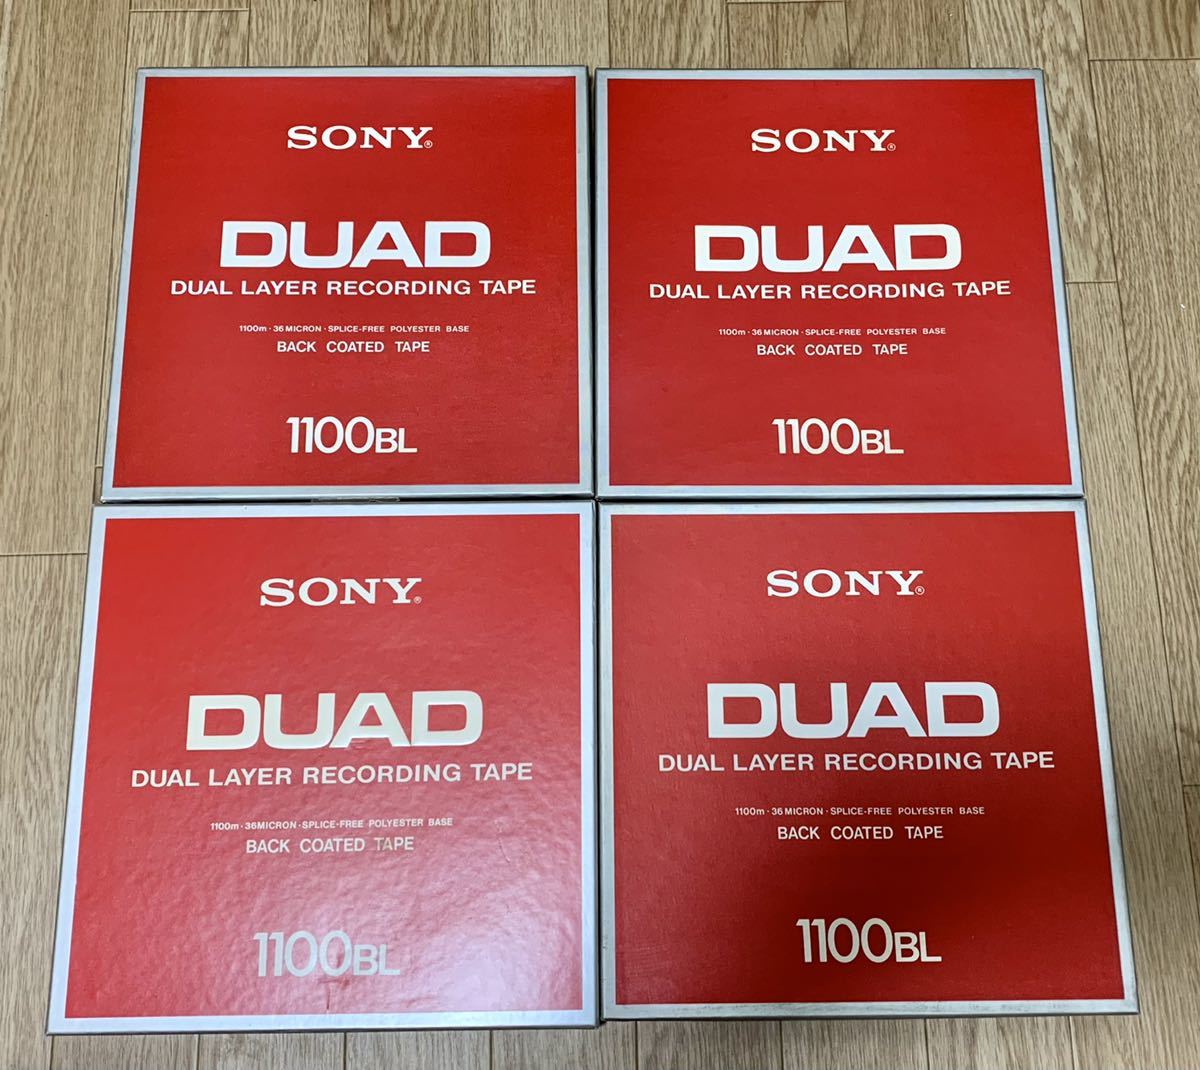 SONY®
DUAD
DUAL LAYER RECORDING TAPE
1100m · 36 MICRON · SPLICE-FREE POLYESTER BASE
BACK COATED TAPE
1100BL
SONY®
DUAD
DUAL LAYER RECORDING TAPE
1100m · 36 MICRON · SPLICE-FREE POLYESTER BASE
BACK COATED TAPE
1100BL
SONY®
DUAD
DUAL LAYER RECORDING TAPE
1100m · 36MICRON · SPLICE-FREE POLYESTER BASE
BACK COATED TAPE
1100BL
SONY®
DUAD
DUAL LAYER RECORDING TAPE
1100m · 36 MICRON · SPLICE-FREE POLYESTER BASE
BACK COATED TAPE
1100BL